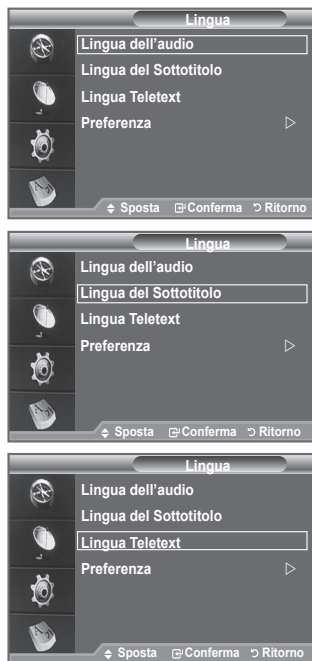 Lingua
Lingua dell'audio
Lingua del Sottotitolo
Lingua Teletext
Preferenza
Sposta Conferma Ritorno
Lingua
Lingua dell'audio
Lingua del Sottotitolo
Lingua Teletext
Preferenza
Sposta Conferma Ritorno
Lingua
Lingua dell'audio
Lingua del Sottotitolo
Lingua Teletext
Preferenza
Sposta Conferma Ritorno